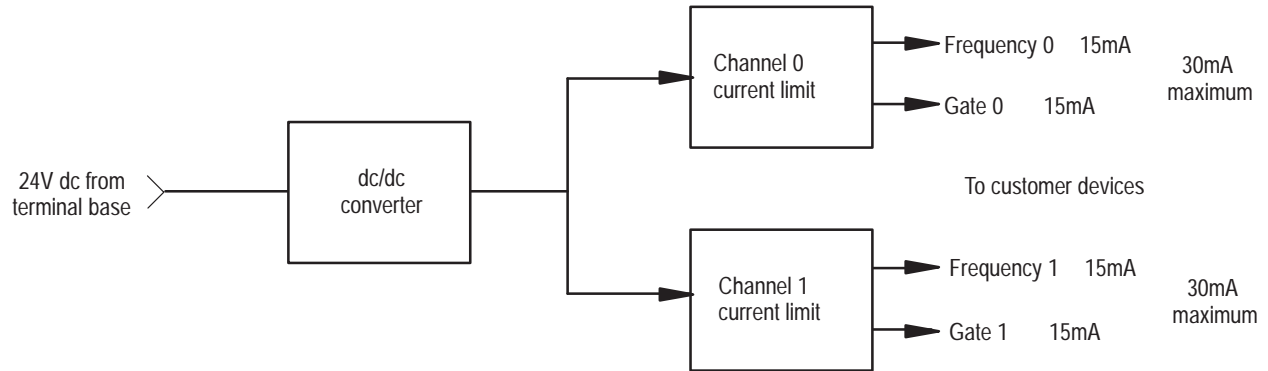 24V dc from
terminal base
dc/dc
converter
Channel 0
current limit
Frequency 0 15mA
Gate 0 15mA
30mA
maximum
To customer devices
Channel 1
current limit
Frequency 1 15mA
Gate 1 15mA
30mA
maximum